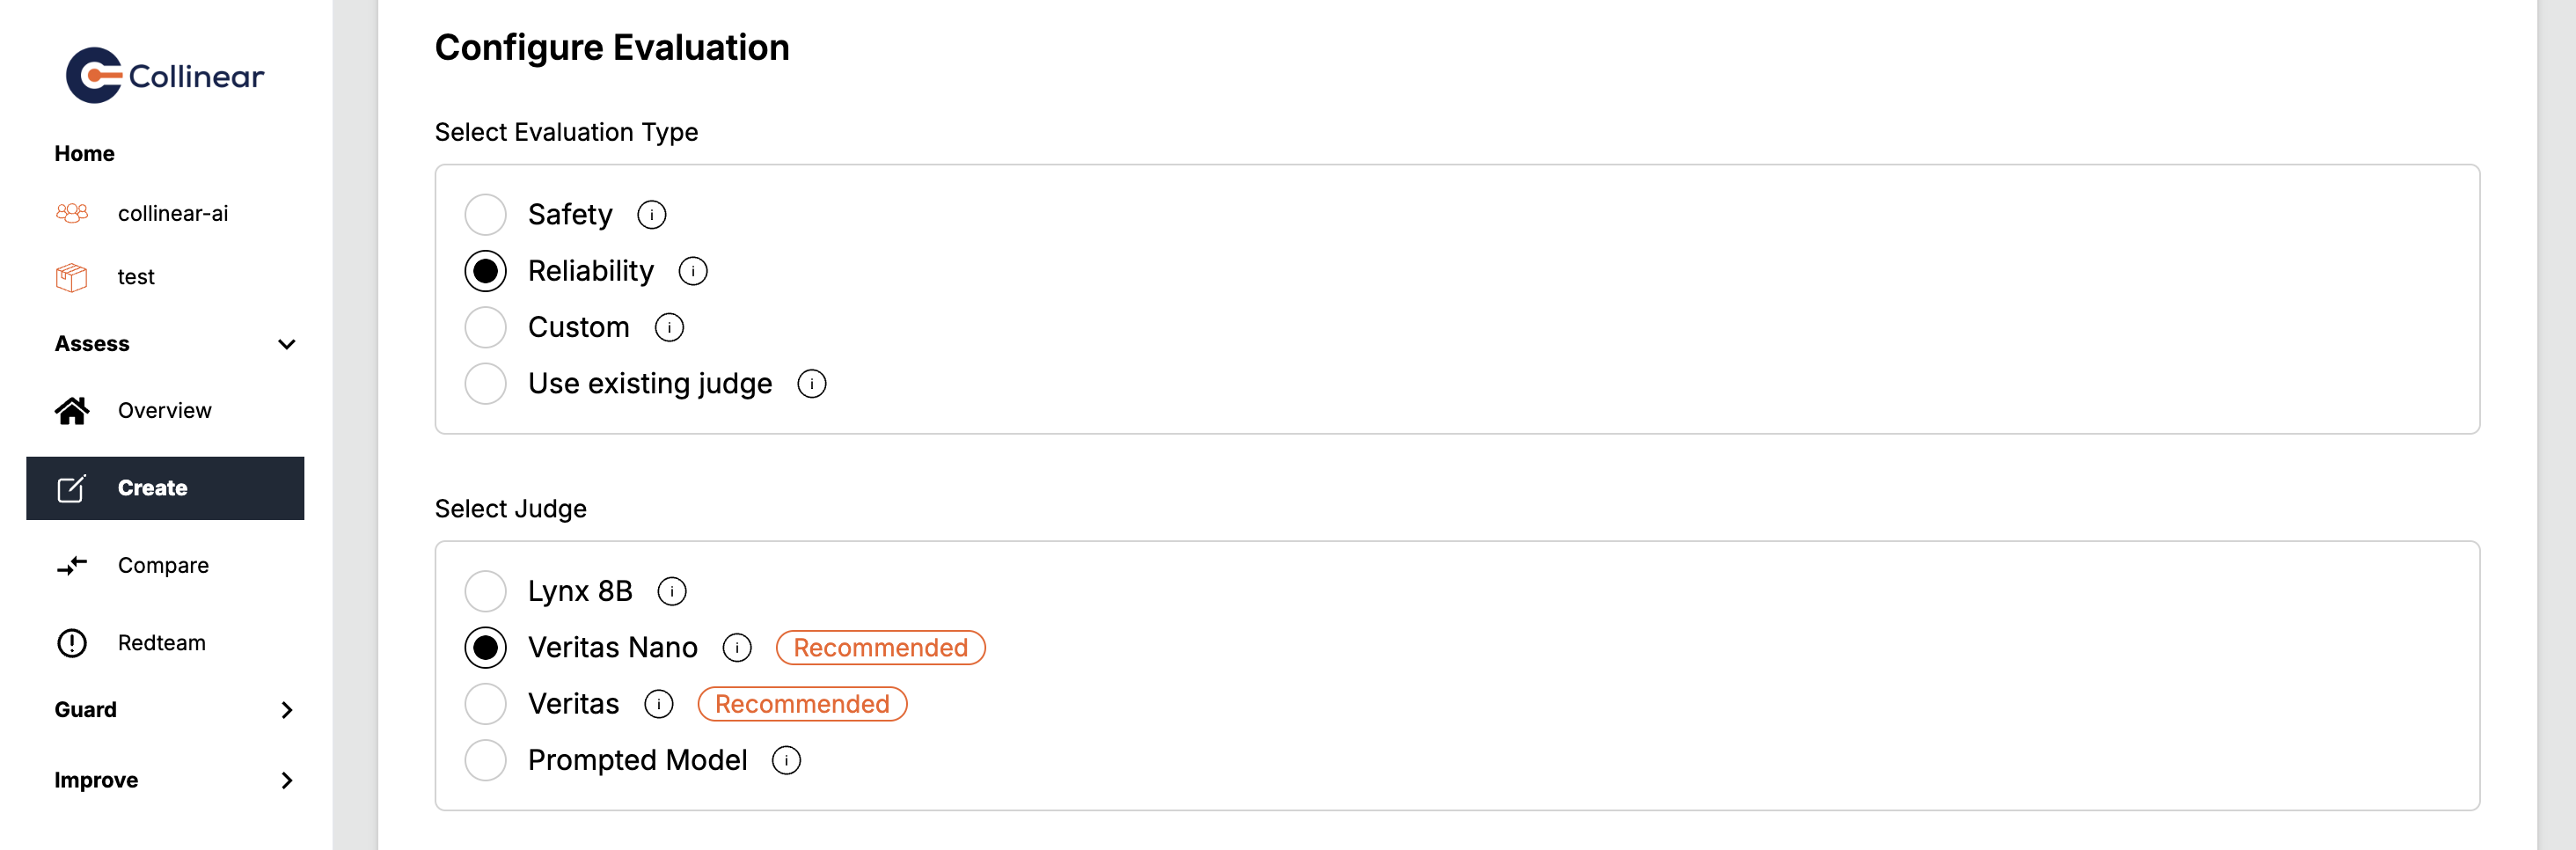 Collinear
Home
collinear-ai
test
Assess
Overview
Create
Compare
Redteam
Guard
Improve
Configure Evaluation
Select Evaluation Type
Safety
Reliability
Custom
Use existing judge
Select Judge
Lynx 8B
Veritas Nano Recommended
Veritas Recommended
Prompted Model